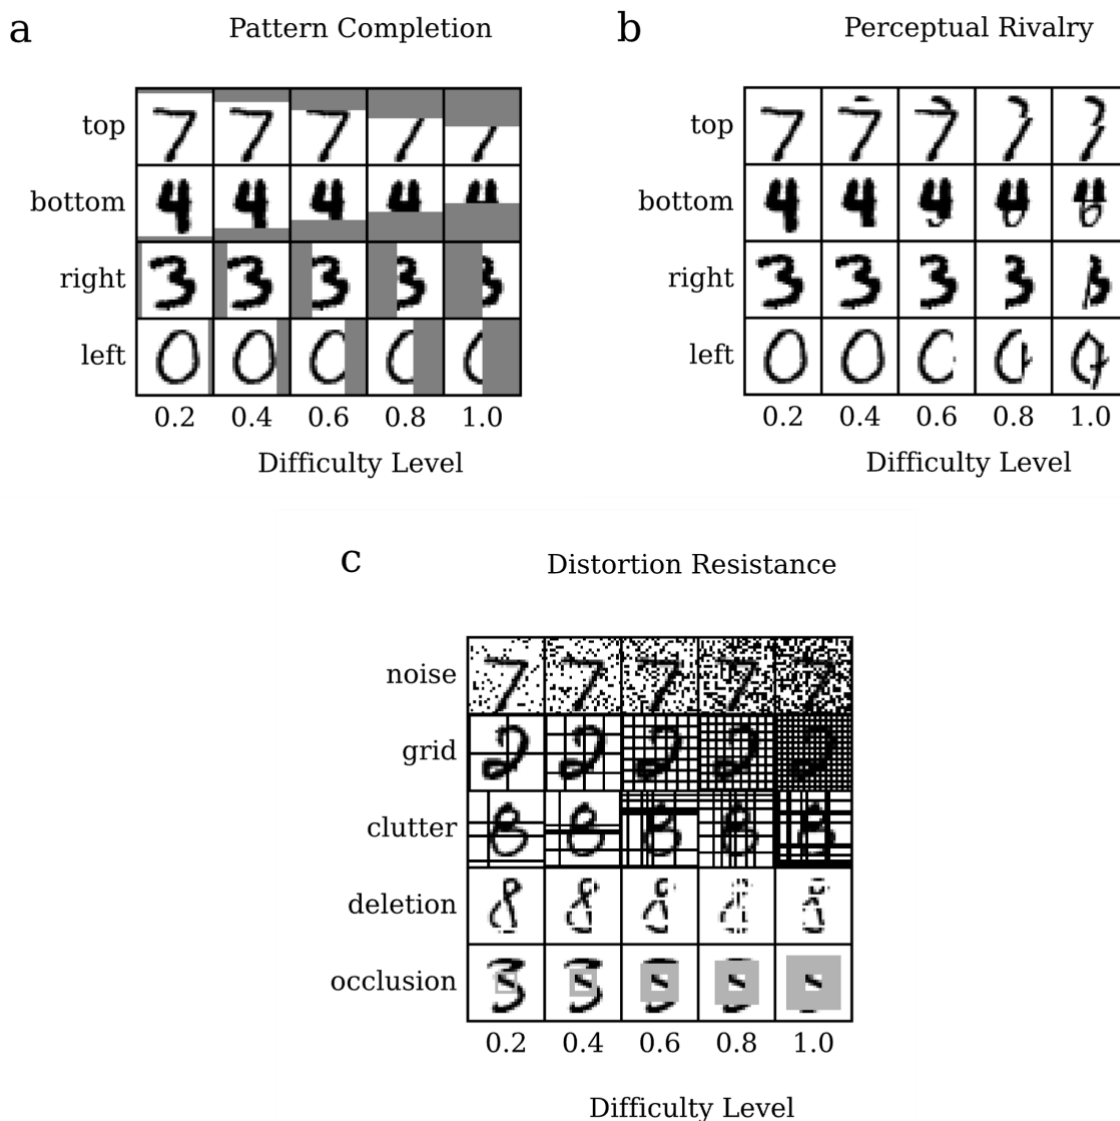 a Pattern Completion
top
bottom
right
left
0.2 0.4 0.6 0.8 1.0
Difficulty Level
b Perceptual Rivalry
top
bottom
right
left
0.2 0.4 0.6 0.8 1.0
Difficulty Level
c Distortion Resistance
noise
grid
clutter
deletion
occlusion
0.2 0.4 0.6 0.8 1.0
Difficulty Level